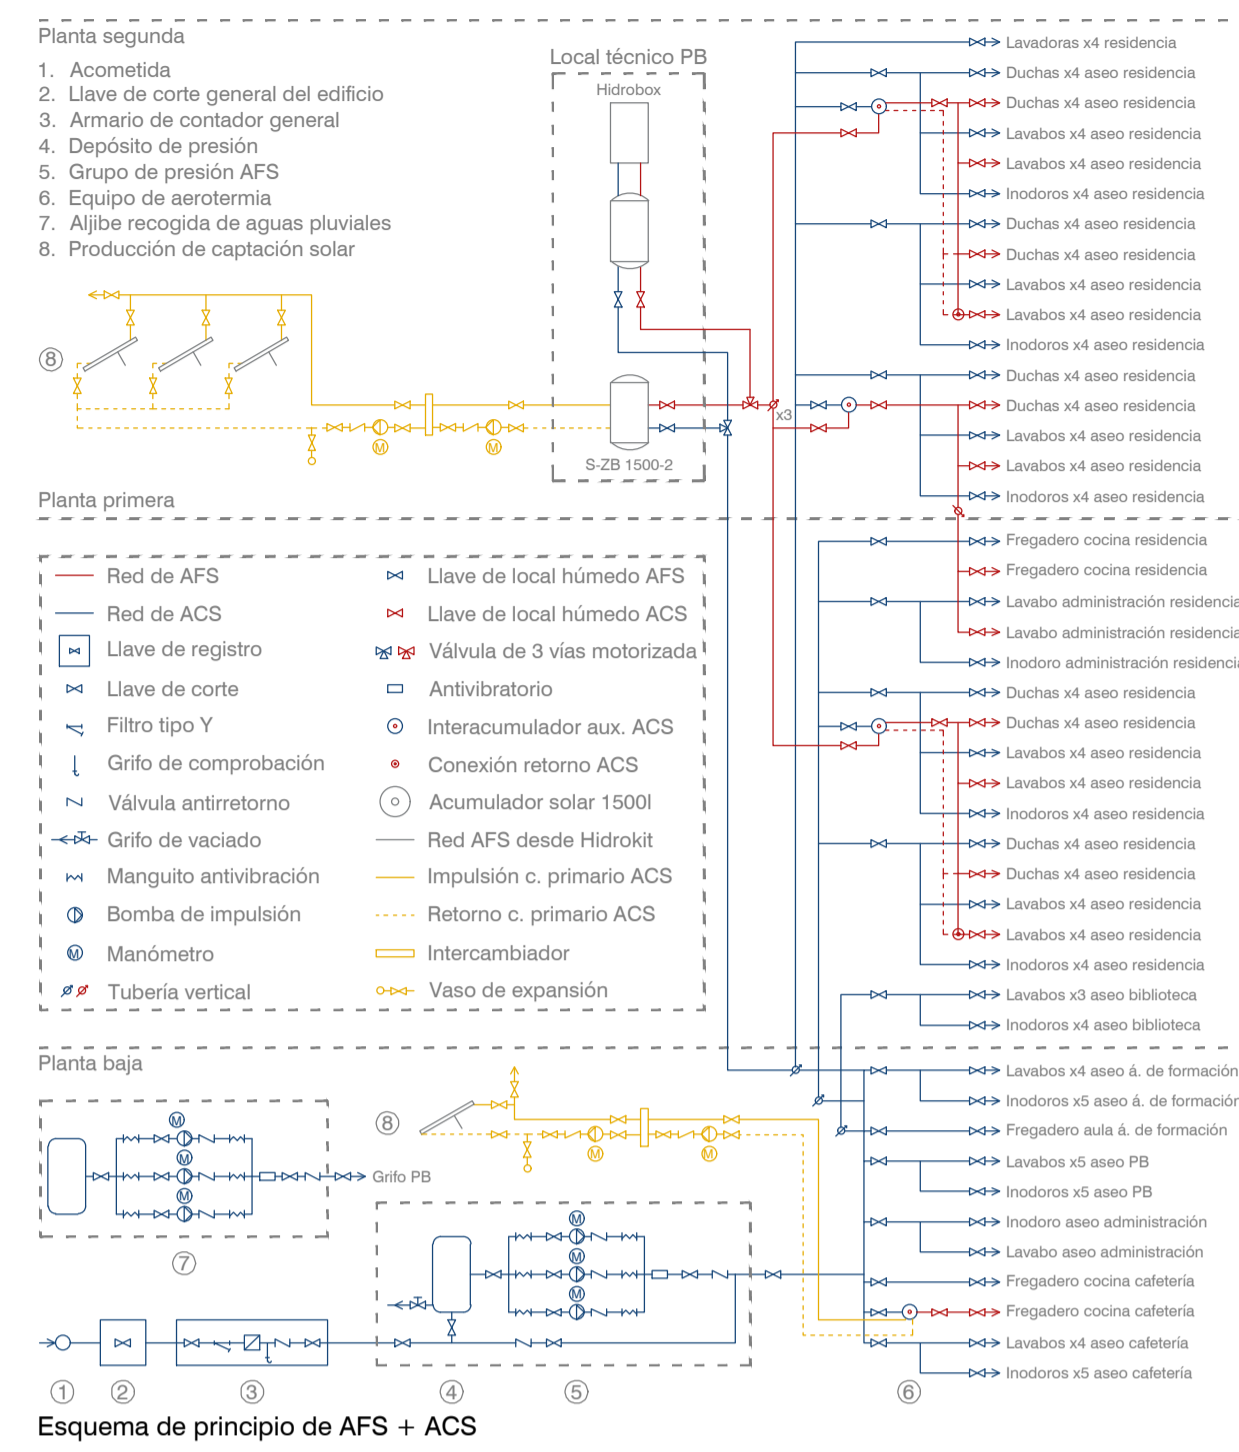 Planta segunda
1. Acometida
2. Llave de corte general del edificio
3. Armario de contador general
4. Depósito de presión
5. Grupo de presión AFS
6. Equipo de aerotermia
7. Aljibe recogida de aguas pluviales
8. Producción de captación solar
Local técnico PB
Hidrobox
S-ZB 1500-2
8
M
M
x3
Lavadoras x4 residencia
Duchas x4 aseo residencia
Duchas x4 aseo residencia
Lavabos x4 aseo residencia
Lavabos x4 aseo residencia
Inodoros x4 aseo residencia
Duchas x4 aseo residencia
Duchas x4 aseo residencia
Lavabos x4 aseo residencia
Lavabos x4 aseo residencia
Inodoros x4 aseo residencia
Duchas x4 aseo residencia
Duchas x4 aseo residencia
Lavabos x4 aseo residencia
Lavabos x4 aseo residencia
Inodoros x4 aseo residencia
Planta primera
Red de AFS
Red de ACS
Llave de registro
Llave de corte
Filtro tipo Y
Grifo de comprobación
Válvula antirretorno
Grifo de vaciado
Manguito antivibración
Bomba de impulsión
M
Manómetro
Tubería vertical
Llave de local húmedo AFS
Llave de local húmedo ACS
Válvula de 3 vías motorizada
Antivibratorio
Interacumulador aux. ACS
Conexión retorno ACS
Acumulador solar 1500l
Red AFS desde Hidrokit
Impulsión c. primario ACS
Retorno c. primario ACS
Intercambiador
Vaso de expansión
Fregadero cocina residencia
Fregadero cocina residencia
Lavabo administración residencia
Lavabo administración residencia
Inodoro administración residencia
Duchas x4 aseo residencia
Duchas x4 aseo residencia
Lavabos x4 aseo residencia
Lavabos x4 aseo residencia
Inodoros x4 aseo residencia
Duchas x4 aseo residencia
Duchas x4 aseo residencia
Lavabos x4 aseo residencia
Lavabos x4 aseo residencia
Inodoros x4 aseo residencia
Lavabos x3 aseo biblioteca
Inodoros x4 aseo biblioteca
Planta baja
M
M
M
Grifo PB
7
8
M
M
M
M
M
Lavabos x4 aseo á. de formación
Inodoros x5 aseo á. de formación
Fregadero aula á. de formación
Lavabos x5 aseo PB
Inodoros x5 aseo PB
Inodoro aseo administración
Lavabo aseo administración
Fregadero cocina cafetería
Fregadero cocina cafetería
Lavabos x4 aseo cafetería
Inodoros x5 aseo cafetería
1
2
3
4
5
6
Esquema de principio de AFS + ACS